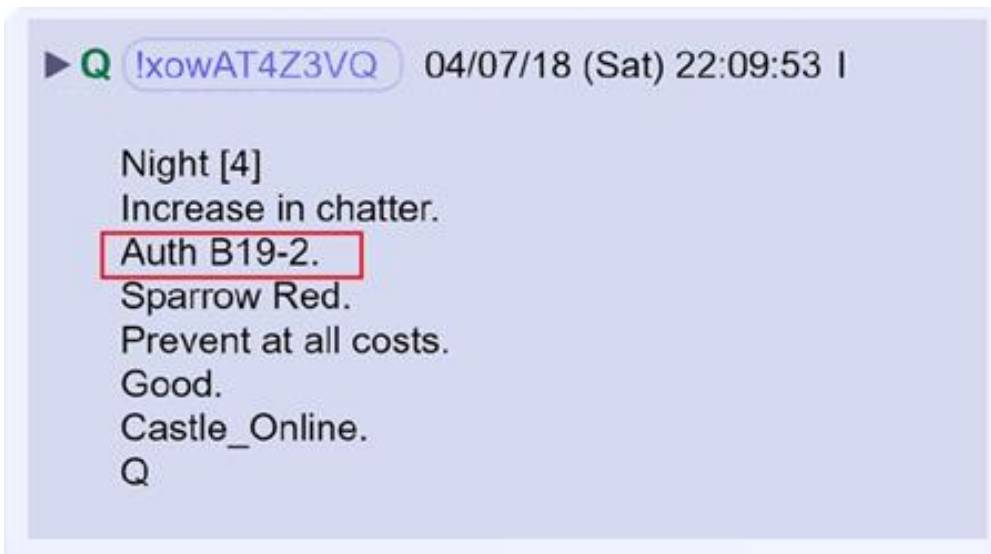 ▶ Q !xowAT4Z3VQ 04/07/18 (Sat) 22:09:53 I
Night [4]
Increase in chatter.
Auth B19-2.
Sparrow Red.
Prevent at all costs.
Good.
Castle_Online.
Q